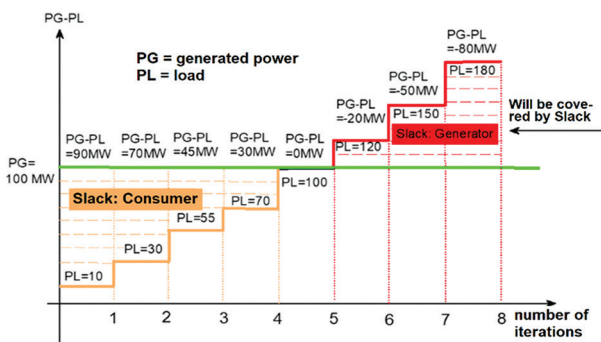 PG-PL
PG = generated power
PL = load
PG-PL
=-80MW
PG-PL
=-50MW
PG-PL
=-20MW
PL=180
PL=150
PL=120
Will be cove-
red by Slack
Slack: Generator
PG-PL
=90MW
PG-PL
=70MW
PG-PL
=45MW
PG-PL
=30MW
PG-PL
=0MW
PG=
100 MW
Slack: Consumer
PL=100
PL=70
PL=55
PL=30
PL=10
1
2
3
4
5
6
7
8
number of
iterations